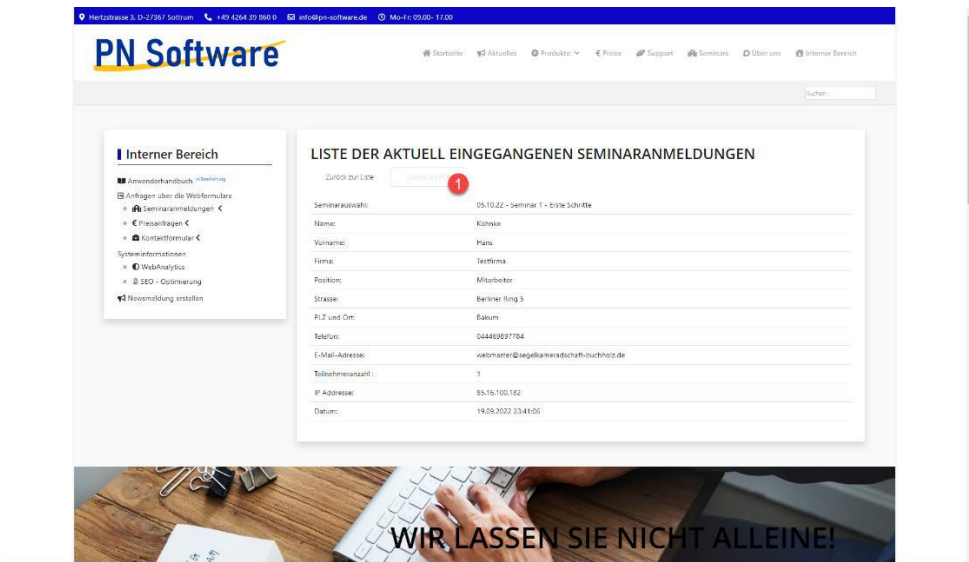 Hertzstrasse 3. D-27367 Sottrum +49 4264 39 860 0 info@pn-software.de Mo-Fr: 09.00- 17.00
PN Software
Startseite Aktuelles Produkte € Preise Support Seminare Über uns Interner Bereich
Suchen ...
Interner Bereich
Anwenderhandbuch
Anfragen über die Webformulare
Seminaranmeldungen
€ Preisanfragen
Kontaktformular
Systeminformationen
WebAnalytics
SEO - Optimierung
Newsmeldung erstellen
LISTE DER AKTUELL EINGEGANGENEN SEMINARANMELDUNGEN
Zurück zur Liste
1
Seminarauswahl: 05.10.22 - Seminar 1 - Erste Schritte
Name: Kühnke
Vorname: Hans
Firma: Testfirma
Position: Mitarbeiter
Strasse: Berliner Ring 5
PLZ und Ort: Bakum
Telefon: 044469897784
E-Mail-Adresse: webmaster@segelkameradschaft-buchholz.de
Teilnehmeranzahl: 1
IP Addresse: 85.16.100.182
Datum: 19.09.2022 23:41:06
WIR LASSEN SIE NICHT ALLEINE!